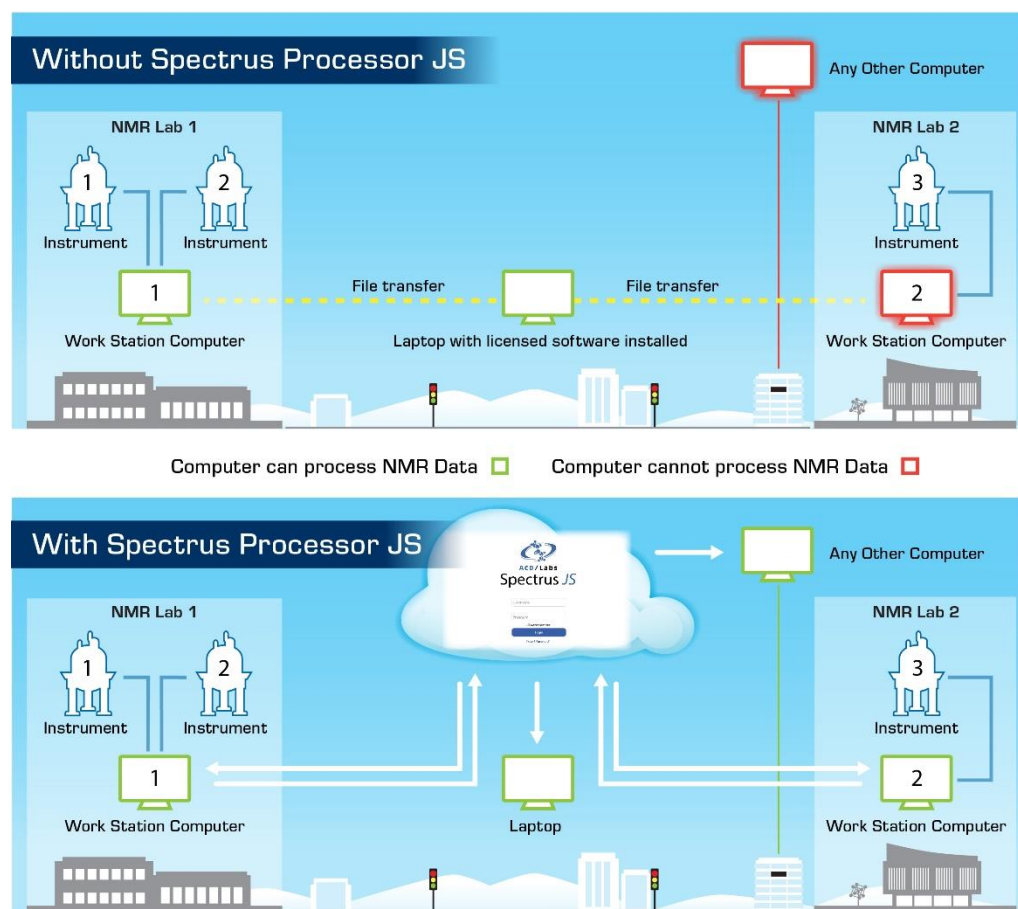 Without Spectrus Processor JS
Any Other Computer
NMR Lab 1
NMR Lab 2
1
2
3
Instrument
Instrument
Instrument
File transfer
File transfer
1
2
Work Station Computer
Laptop with licensed software installed
Work Station Computer
Computer can process NMR Data
Computer cannot process NMR Data
With Spectrus Processor JS
ACD/Labs
Spectrus JS
Any Other Computer
NMR Lab 1
NMR Lab 2
1
2
3
Instrument
Instrument
Instrument
1
2
Work Station Computer
Laptop
Work Station Computer